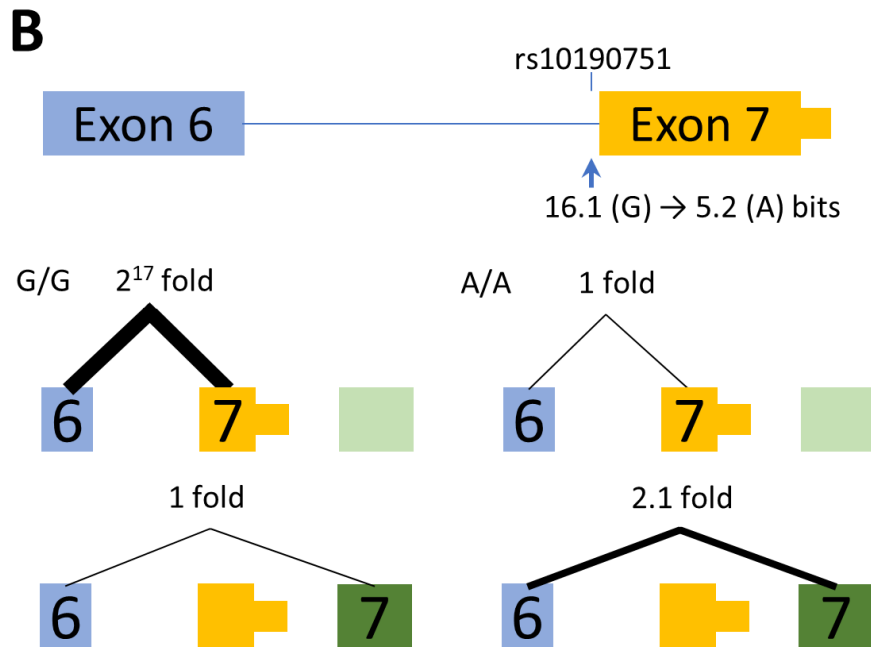 B
rs10190751
Exon 6 Exon 7
16.1 (G) → 5.2 (A) bits
G/G 2¹⁷ fold A/A 1 fold
6 7 6 7
1 fold 2.1 fold
6 7 6 7